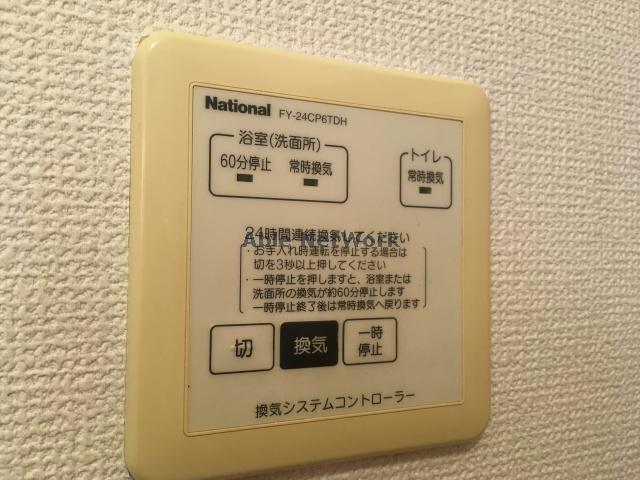 National FY-24CP6TDH
浴室(洗面所)
60分停止 常時換気
トイレ
常時換気
24時間連続換気してください
Able Network
・お手入れ時運転を停止する場合は
切を3秒以上押してください
・一時停止を押しますと、浴室または
洗面所の換気が約60分停止します
一時停止終了後は常時換気へ戻ります
切 換気 一時
停止
換気システムコントローラー